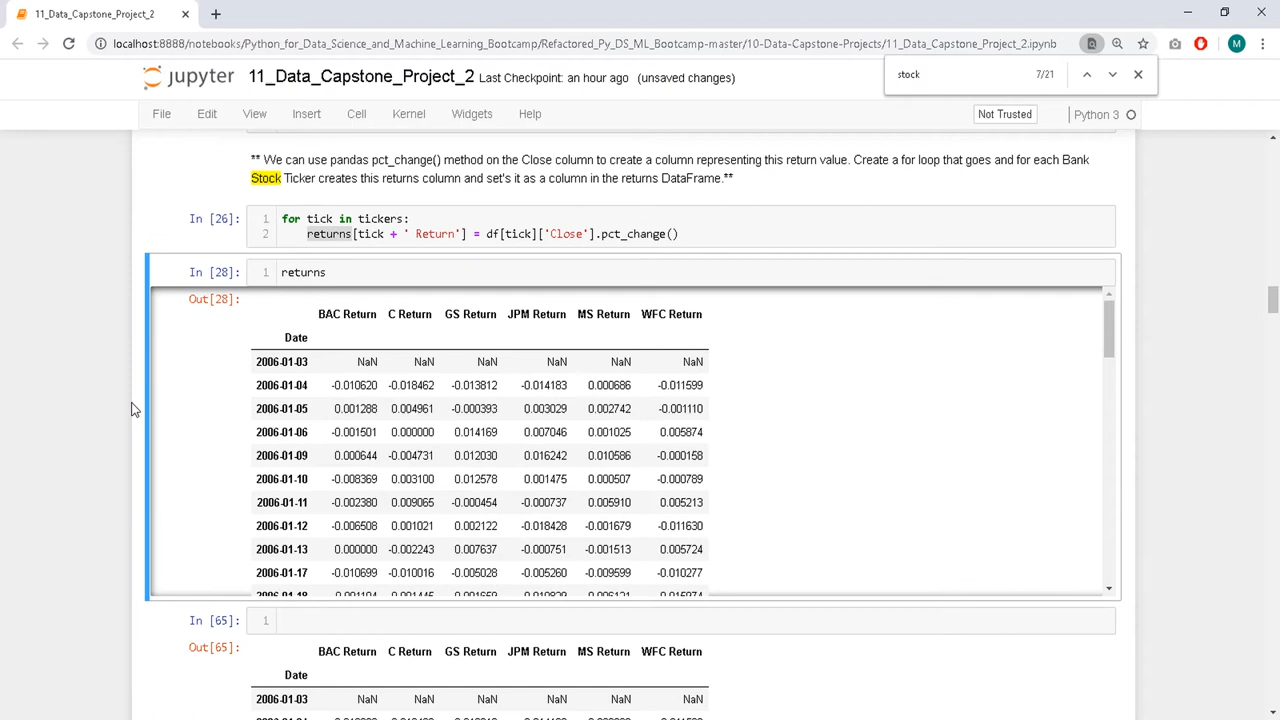 11_Data_Capstone_Project_2
localhost:8888/notebooks/Python_for_Data_Science_and_Machine_Learning_Bootcamp/Refactored_Py_DS_ML_Bootcamp-master/10-Data-Capstone-Projects/11_Data_Capstone_Project_2.ipynb
M
stock 7/21
jupyter 11_Data_Capstone_Project_2 Last Checkpoint: an hour ago (unsaved changes)
File Edit View Insert Cell Kernel Widgets Help Not Trusted Python 3
** We can use pandas pct_change() method on the Close column to create a column representing this return value. Create a for loop that goes and for each Bank
Stock Ticker creates this returns column and set's it as a column in the returns DataFrame.**
In [26]: 1 for tick in tickers:
2 returns[tick + ' Return'] = df[tick]['Close'].pct_change()
In [28]: 1 returns
Out[28]:
BAC Return C Return GS Return JPM Return MS Return WFC Return
Date
2006-01-03 NaN NaN NaN NaN NaN NaN
2006-01-04 -0.010620 -0.018462 -0.013812 -0.014183 0.000686 -0.011599
2006-01-05 0.001288 0.004961 -0.000393 0.003029 0.002742 -0.001110
2006-01-06 -0.001501 0.000000 0.014169 0.007046 0.001025 0.005874
2006-01-09 0.000644 -0.004731 0.012030 0.016242 0.010586 -0.000158
2006-01-10 -0.008369 0.003100 0.012578 0.001475 0.000507 -0.000789
2006-01-11 -0.002380 0.009065 -0.000454 -0.000737 0.005910 0.005213
2006-01-12 -0.006508 0.001021 0.002122 -0.018428 -0.001679 -0.011630
2006-01-13 0.000000 -0.002243 0.007637 -0.000751 -0.001513 0.005724
2006-01-17 -0.010699 -0.010016 -0.005028 -0.005260 -0.009599 -0.010277
In [65]: 1
Out[65]:
BAC Return C Return GS Return JPM Return MS Return WFC Return
Date
2006-01-03 NaN NaN NaN NaN NaN NaN